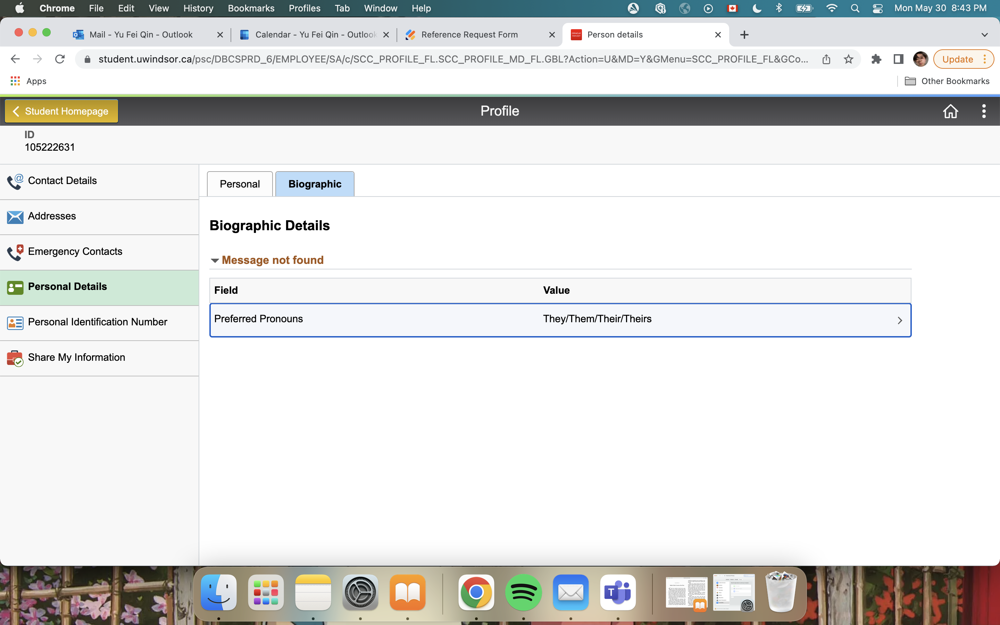 Chrome File Edit View History Bookmarks Profiles Tab Window Help Mon May 30 8:43 PM
Mail - Yu Fei Qin - Outlook Calendar - Yu Fei Qin - Outlook Reference Request Form Person details
student.uwindsor.ca/psc/DBCSPRD_6/EMPLOYEE/SA/c/SCC_PROFILE_FL.SCC_PROFILE_MD_FL.GBL?Action=U&MD=Y&GMenu=SCC_PROFILE_FL&GCo... Update
Apps Other Bookmarks
Student Homepage Profile
ID
105222631
Contact Details
Addresses
Emergency Contacts
Personal Details
Personal Identification Number
Share My Information
Personal Biographic
Biographic Details
Message not found
Field Value
Preferred Pronouns They/Them/Their/Theirs